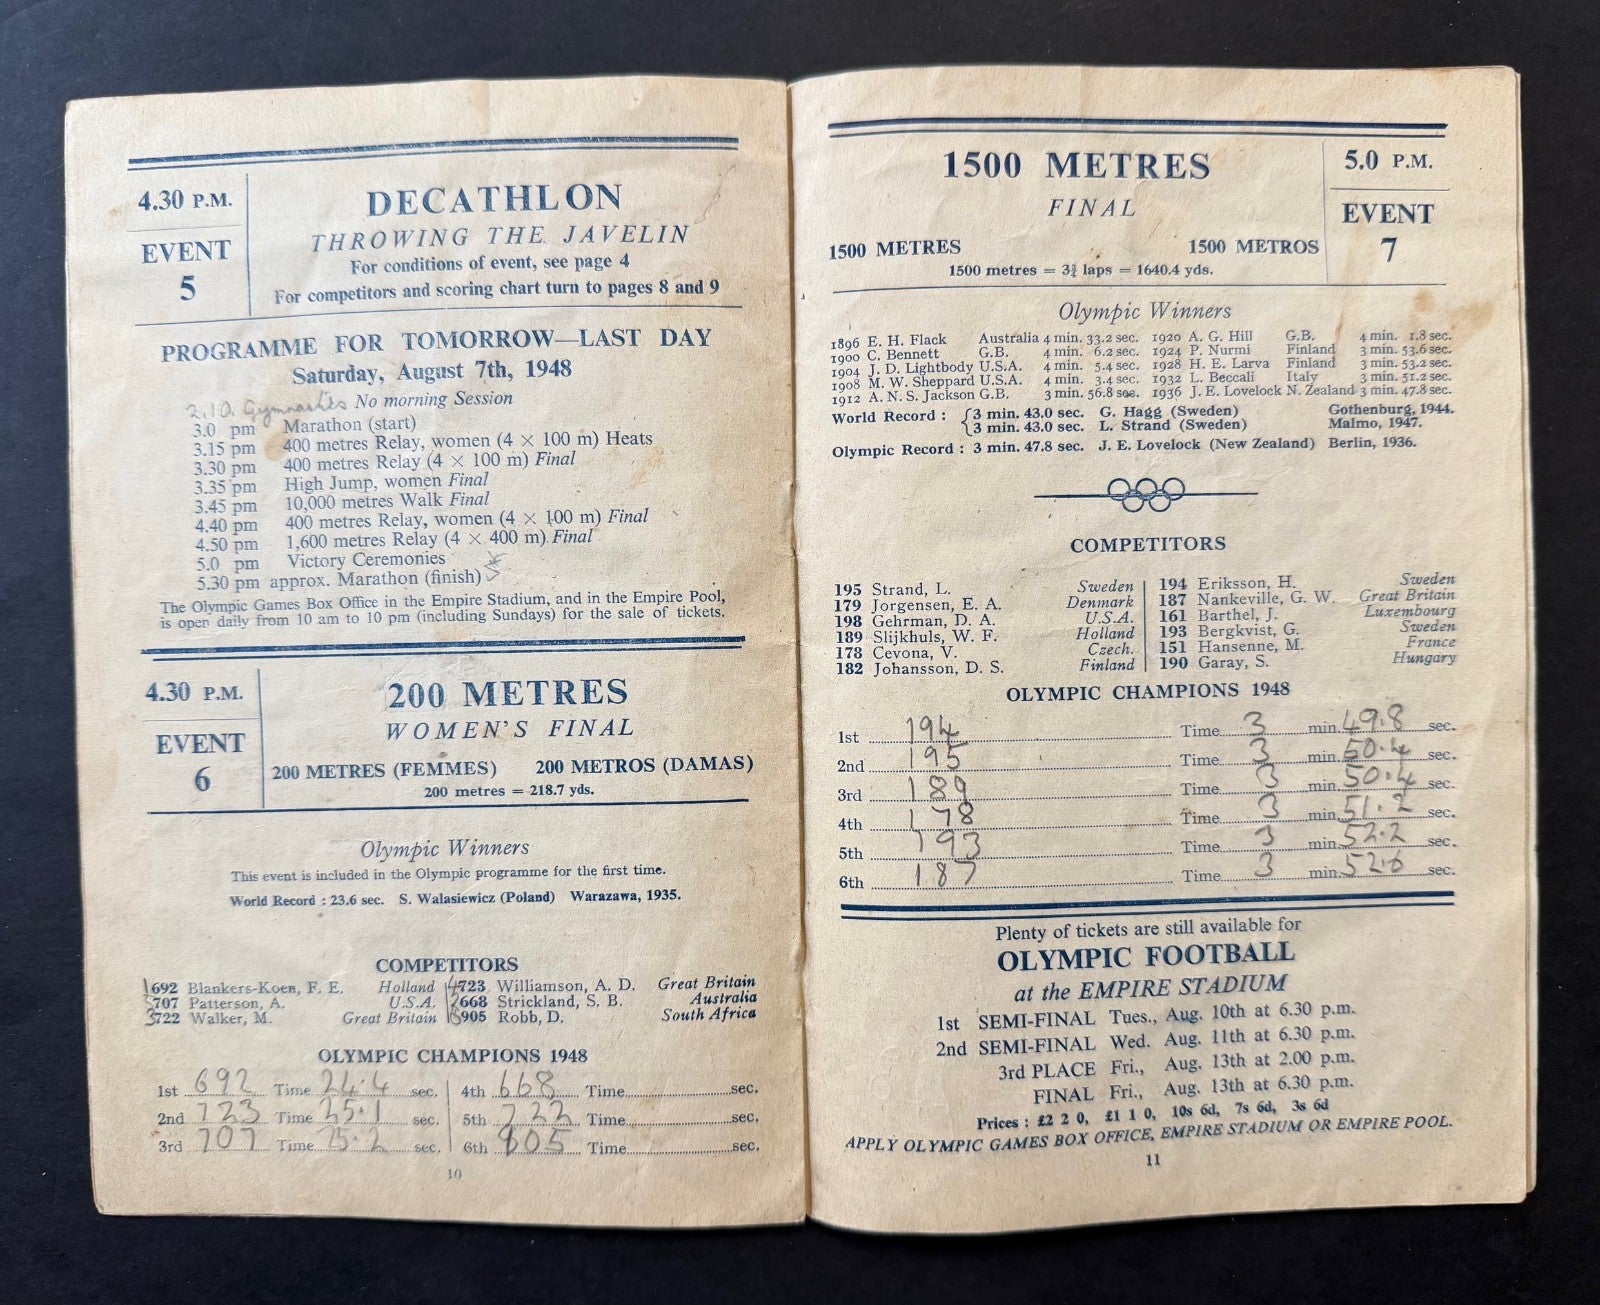 4.30 P.M.
EVENT
5
DECATHLON
THROWING THE JAVELIN
For conditions of event, see page 4
For competitors and scoring chart turn to pages 8 and 9
PROGRAMME FOR TOMORROW—LAST DAY
Saturday, August 7th, 1948
2.10. Gymnastics No morning Session
3.0 pm Marathon (start)
3.15 pm 400 metres Relay, women (4 × 100 m) Heats
3.30 pm 400 metres Relay (4 × 100 m) Final
3.35 pm High Jump, women Final
3.45 pm 10,000 metres Walk Final
4.40 pm 400 metres Relay, women (4 × 100 m) Final
4.50 pm 1,600 metres Relay (4 × 400 m) Final
5.0 pm Victory Ceremonies
5.30 pm approx. Marathon (finish)
The Olympic Games Box Office in the Empire Stadium, and in the Empire Pool,
is open daily from 10 am to 10 pm (including Sundays) for the sale of tickets.
4.30 P.M.
EVENT
6
200 METRES
WOMEN'S FINAL
200 METRES (FEMMES) 200 METROS (DAMAS)
200 metres = 218.7 yds.
Olympic Winners
This event is included in the Olympic programme for the first time.
World Record : 23.6 sec. S. Walasiewicz (Poland) Warazawa, 1935.
COMPETITORS
692 Blankers-Koen, F. E. Holland 723 Williamson, A. D. Great Britain
707 Patterson, A. U.S.A. 668 Strickland, S. B. Australia
722 Walker, M. Great Britain 905 Robb, D. South Africa
OLYMPIC CHAMPIONS 1948
1st 692 Time 24.4 sec. 4th 668 Time sec.
2nd 723 Time 25.1 sec. 5th 722 Time sec.
3rd 707 Time 25.2 sec. 6th 805 Time sec.
10
1500 METRES
FINAL
5.0 P.M.
EVENT
7
1500 METRES 1500 METROS
1500 metres = 3¾ laps = 1640.4 yds.
Olympic Winners
1896 E. H. Flack Australia 4 min. 33.2 sec. 1920 A. G. Hill G.B. 4 min. 1.8 sec.
1900 C. Bennett G.B. 4 min. 6.2 sec. 1924 P. Nurmi Finland 3 min. 53.6 sec.
1904 J. D. Lightbody U.S.A. 4 min. 5.4 sec. 1928 H. E. Larva Finland 3 min. 53.2 sec.
1908 M. W. Sheppard U.S.A. 4 min. 3.4 sec. 1932 L. Beccali Italy 3 min. 51.2 sec.
1912 A. N. S. Jackson G.B. 3 min. 56.8 sec. 1936 J. E. Lovelock N. Zealand 3 min. 47.8 sec.
World Record : {3 min. 43.0 sec. G. Hagg (Sweden) Gothenburg, 1944.
{3 min. 43.0 sec. L. Strand (Sweden) Malmo, 1947.
Olympic Record : 3 min. 47.8 sec. J. E. Lovelock (New Zealand) Berlin, 1936.
COMPETITORS
195 Strand, L. Sweden 194 Eriksson, H. Sweden
179 Jorgensen, E. A. Denmark 187 Nankeville, G. W. Great Britain
198 Gehrman, D. A. U.S.A. 161 Barthel, J. Luxembourg
189 Slijkhuls, W. F. Holland 193 Bergkvist, G. Sweden
178 Cevona, V. Czech. 151 Hansenne, M. France
182 Johansson, D. S. Finland 190 Garay, S. Hungary
OLYMPIC CHAMPIONS 1948
1st 194 Time 3 min. 49.8 sec.
2nd 195 Time 3 min. 50.4 sec.
3rd 189 Time 3 min. 50.4 sec.
4th 178 Time 3 min. 51.2 sec.
5th 193 Time 3 min. 52.2 sec.
6th 187 Time 3 min. 52.6 sec.
Plenty of tickets are still available for
OLYMPIC FOOTBALL
at the EMPIRE STADIUM
1st SEMI-FINAL Tues., Aug. 10th at 6.30 p.m.
2nd SEMI-FINAL Wed. Aug. 11th at 6.30 p.m.
3rd PLACE Fri., Aug. 13th at 2.00 p.m.
FINAL Fri., Aug. 13th at 6.30 p.m.
Prices : £2 2 0, £1 1 0, 10s 6d, 7s 6d, 3s 6d
APPLY OLYMPIC GAMES BOX OFFICE, EMPIRE STADIUM OR EMPIRE POOL.
11